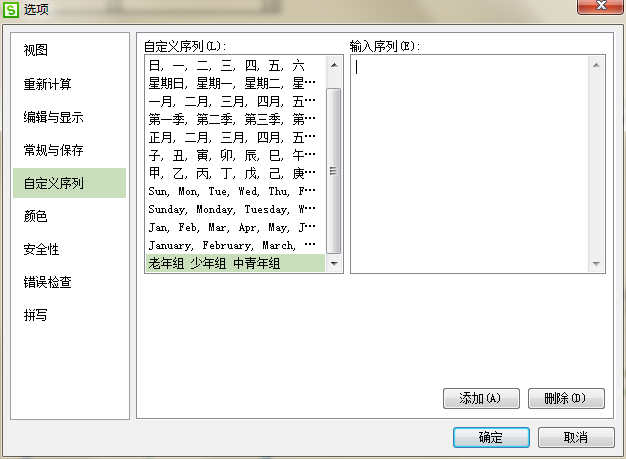 选项
视图
重新计算
编辑与显示
常规与保存
自定义序列
颜色
安全性
错误检查
拼写
自定义序列(L):
日, 一, 二, 三, 四, 五, 六
星期日, 星期一, 星期二, 星…
一月, 二月, 三月, 四月, 五…
第一季, 第二季, 第三季, 第…
正月, 二月, 三月, 四月, 五…
子, 丑, 寅, 卯, 辰, 巳, 午…
甲, 乙, 丙, 丁, 戊, 己, 庚…
Sun, Mon, Tue, Wed, Thu, F…
Sunday, Monday, Tuesday, W…
Jan, Feb, Mar, Apr, May, J…
January, February, March, …
老年组 少年组 中青年组
输入序列(E):
添加(A)
删除(D)
确定
取消